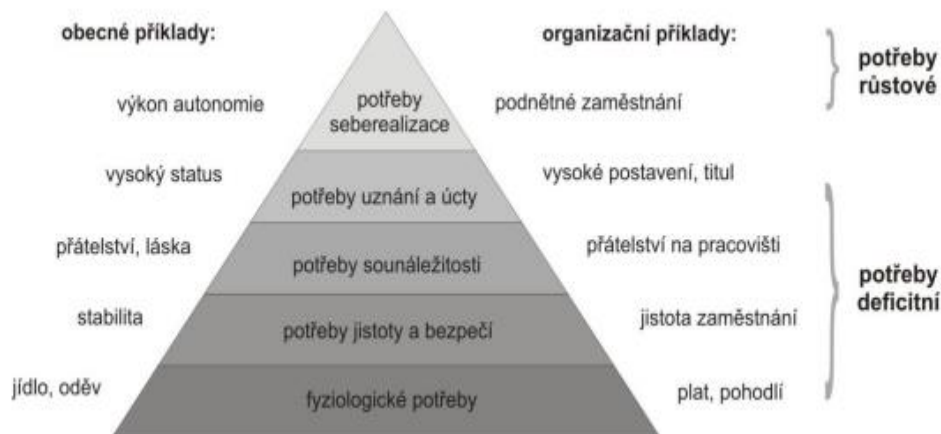 obecné příklady:
organizační příklady:
potřeby
růstové
výkon autonomie
potřeby
seberealizace
podnětné zaměstnání
vysoký status
potřeby uznání a úcty
vysoké postavení, titul
přátelství, láska
potřeby sounáležitosti
přátelství na pracovišti
potřeby
deficitní
stabilita
potřeby jistoty a bezpečí
jistota zaměstnání
jídlo, oděv
fyziologické potřeby
plat, pohodlí